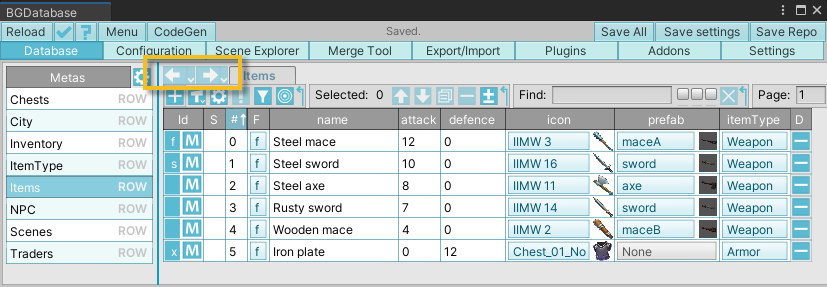 BGDatabase
Reload ? Menu CodeGen Saved. Save All Save settings Save Repo
Database Configuration Scene Explorer Merge Tool Export/Import Plugins Addons Settings
Metas
Chests ROW
City ROW
Inventory ROW
ItemType ROW
Items ROW
NPC ROW
Scenes ROW
Traders ROW
Items
Selected: 0 Find: Page: 1
Id S # F name attack defence icon prefab itemType D
f M 0 f Steel mace 12 0 IIMW 3 maceA Weapon
s M 1 f Steel sword 10 0 IIMW 16 sword Weapon
M 2 f Steel axe 8 0 IIMW 11 axe Weapon
M 3 f Rusty sword 7 0 IIMW 14 sword Weapon
M 4 f Wooden mace 4 0 IIMW 2 maceB Weapon
x M 5 f Iron plate 0 12 Chest_01_No None Armor